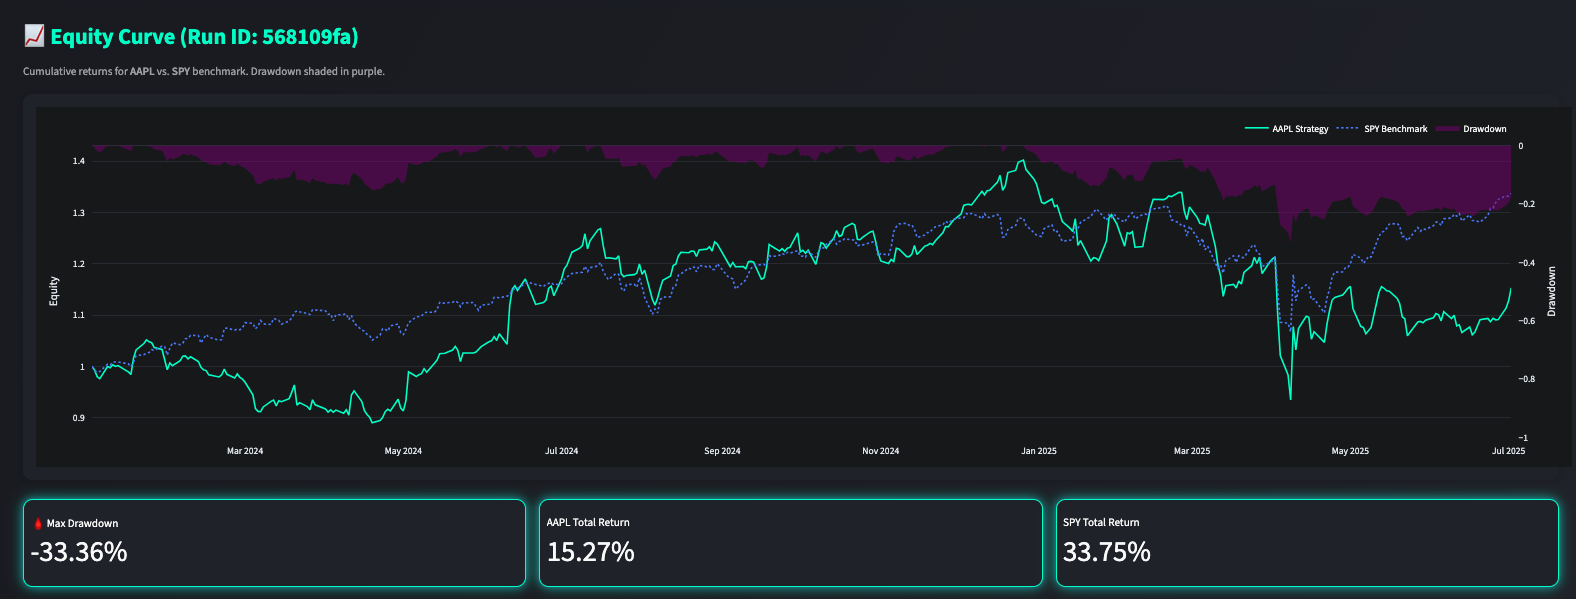 📈 Equity Curve (Run ID: 568109fa)
Cumulative returns for AAPL vs. SPY benchmark. Drawdown shaded in purple.
AAPL Strategy SPY Benchmark Drawdown
Equity
1.4
1.3
1.2
1.1
1
0.9
0
−0.2
−0.4
−0.6
−0.8
−1
Drawdown
Mar 2024 May 2024 Jul 2024 Sep 2024 Nov 2024 Jan 2025 Mar 2025 May 2025 Jul 2025
🩸 Max Drawdown
-33.36%
AAPL Total Return
15.27%
SPY Total Return
33.75%